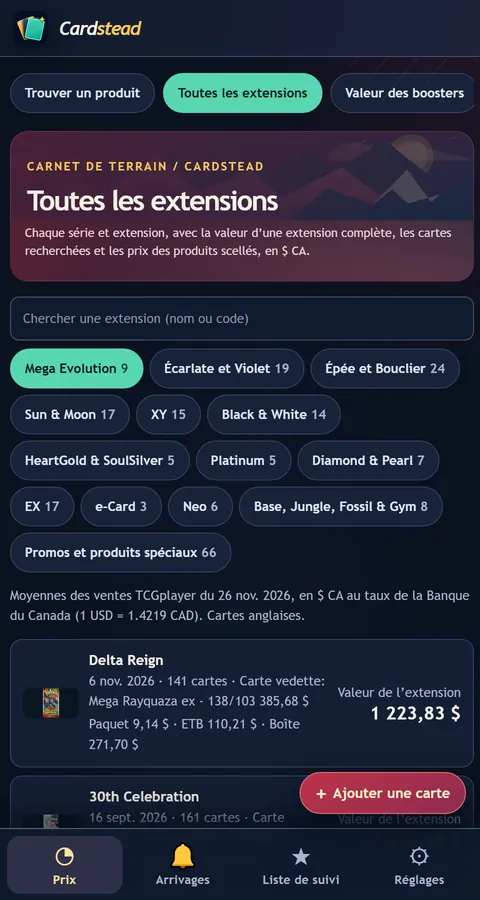 Cardstead
Trouver un produit
Toutes les extensions
Valeur des boosters
CARNET DE TERRAIN / CARDSTEAD
Toutes les extensions
Chaque série et extension, avec la valeur d’une extension complète, les cartes
recherchées et les prix des produits scellés, en $ CA.
Chercher une extension (nom ou code)
Mega Evolution 9
Écarlate et Violet 19
Épée et Bouclier 24
Sun & Moon 17
XY 15
Black & White 14
HeartGold & SoulSilver 5
Platinum 5
Diamond & Pearl 7
EX 17
e-Card 3
Neo 6
Base, Jungle, Fossil & Gym 8
Promos et produits spéciaux 66
Moyennes des ventes TCGplayer du 26 nov. 2026, en $ CA au taux de la Banque
du Canada (1 USD = 1.4219 CAD). Cartes anglaises.
Delta Reign
6 nov. 2026 · 141 cartes · Carte vedette:
Mega Rayquaza ex - 138/103 385,68 $
Paquet 9,14 $ · ETB 110,21 $ · Boîte
271,70 $
Valeur de l’extension
1 223,83 $
30th Celebration
16 sept. 2026 · 161 cartes · Carte
Valeur de l’extension
+ Ajouter une carte
Prix
Arrivages
Liste de suivi
Réglages